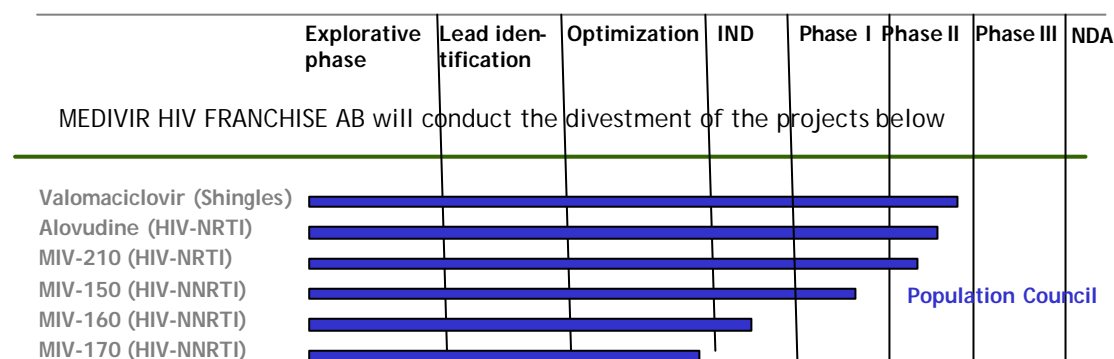 Explorative phase Lead iden-tification Optimization IND Phase I Phase II Phase III NDA
MEDIVIR HIV FRANCHISE AB will conduct the divestment of the projects below
Valomaciclovir (Shingles)
Alovudine (HIV-NRTI)
MIV-210 (HIV-NRTI)
MIV-150 (HIV-NNRTI) Population Council
MIV-160 (HIV-NNRTI)
MIV-170 (HIV-NNRTI)